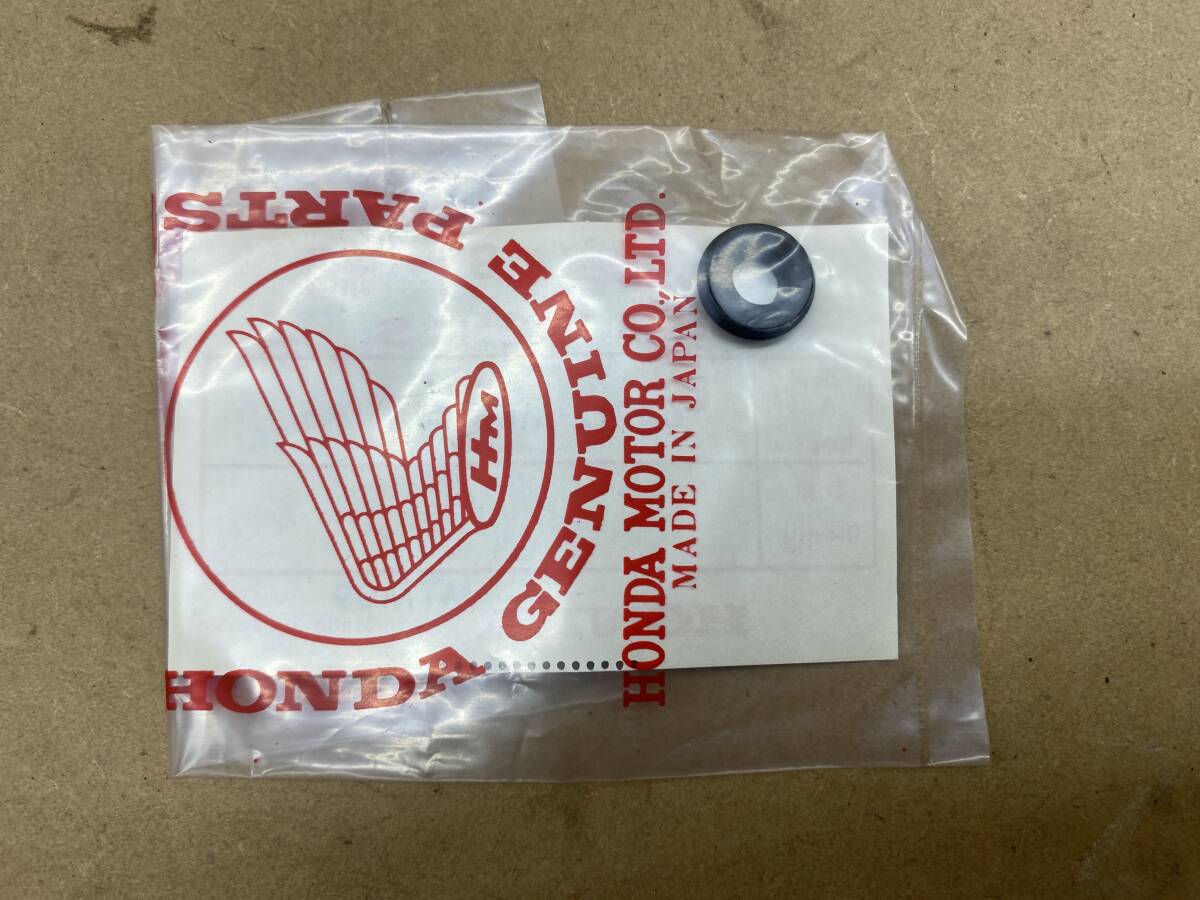 HONDA GENUINE PARTS
HM
HONDA MOTOR CO., LTD.
MADE IN JAPAN